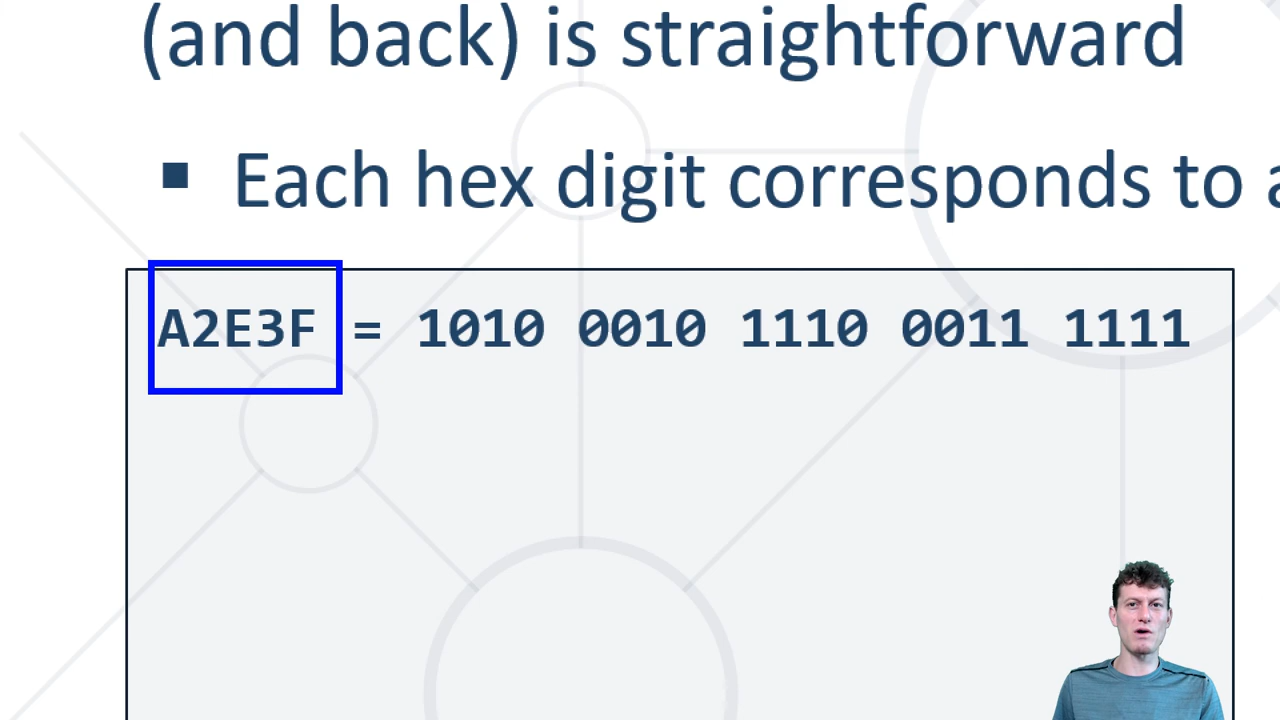 (and back) is straightforward
▪ Each hex digit corresponds to a
A2E3F = 1010 0010 1110 0011 1111